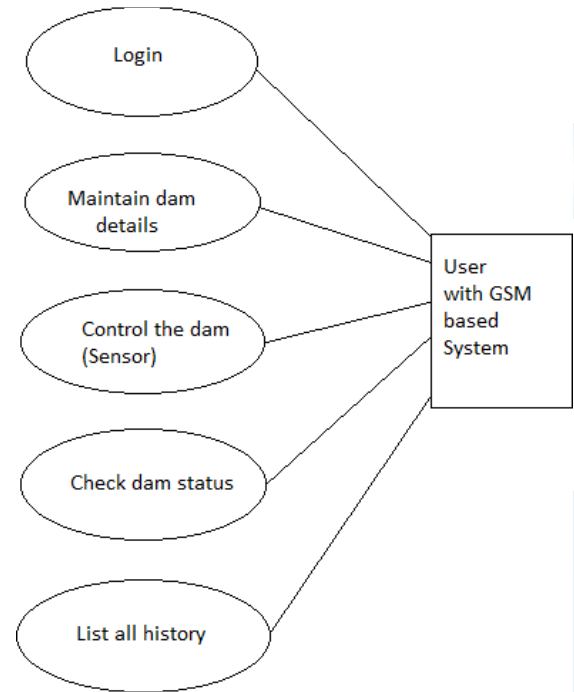 Login
Maintain dam
details
Control the dam
(Sensor)
Check dam status
List all history
User
with GSM
based
System